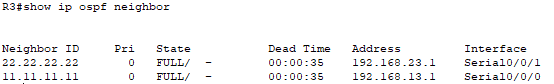 R3#show ip ospf neighbor
Neighbor ID     Pri   State           Dead Time   Address         Interface
22.22.22.22       0   FULL/  -        00:00:35    192.168.23.1    Serial0/0/1
11.11.11.11       0   FULL/  -        00:00:35    192.168.13.1    Serial0/0/0